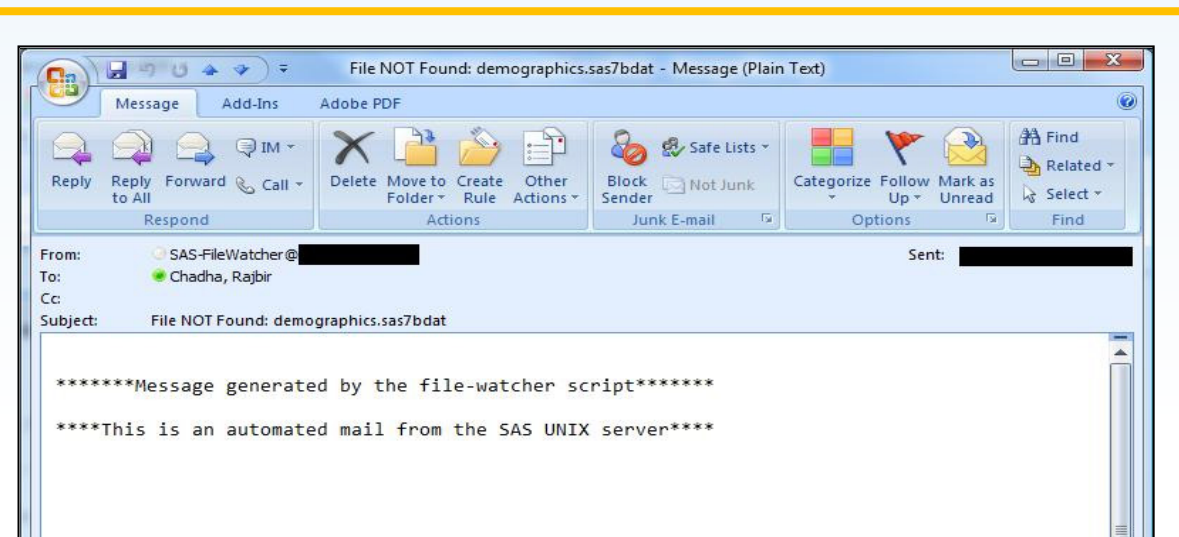 File NOT Found: demographics.sas7bdat - Message (Plain Text)
Message Add-Ins Adobe PDF
Reply
Reply to All
Forward
IM
Call
Respond
Delete
Move to Folder
Create Rule
Other Actions
Actions
Block Sender
Safe Lists
Not Junk
Junk E-mail
Categorize
Follow Up
Mark as Unread
Options
Find
Related
Select
Find
From: SAS-FileWatcher@
Sent:
To: Chadha, Rajbir
Cc:
Subject: File NOT Found: demographics.sas7bdat
*******Message generated by the file-watcher script*******
****This is an automated mail from the SAS UNIX server****